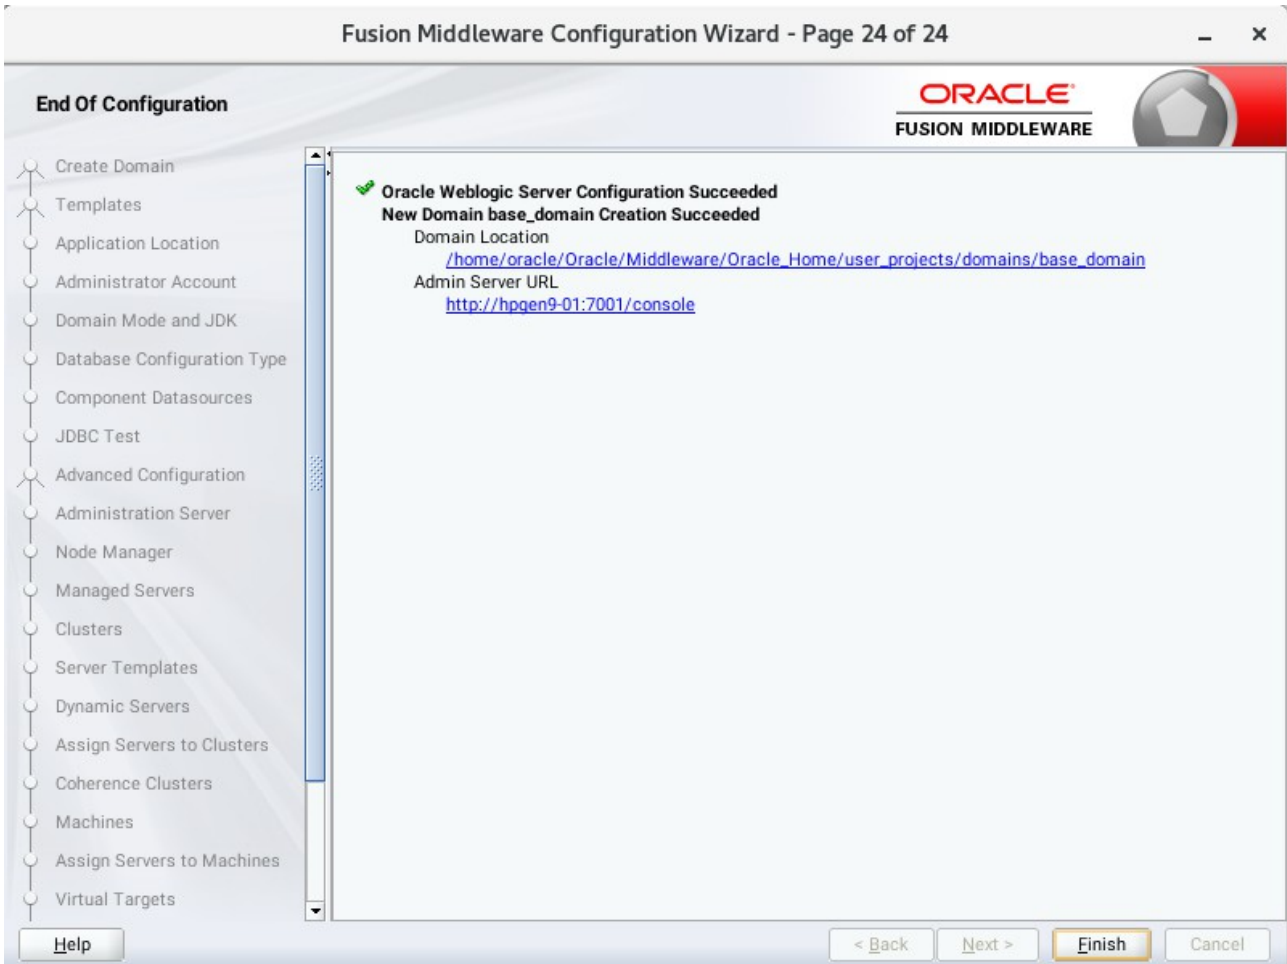 Fusion Middleware Configuration Wizard - Page 24 of 24
End Of Configuration
ORACLE
FUSION MIDDLEWARE
Create Domain
Templates
Application Location
Administrator Account
Domain Mode and JDK
Database Configuration Type
Component Datasources
JDBC Test
Advanced Configuration
Administration Server
Node Manager
Managed Servers
Clusters
Server Templates
Dynamic Servers
Assign Servers to Clusters
Coherence Clusters
Machines
Assign Servers to Machines
Virtual Targets
Oracle Weblogic Server Configuration Succeeded
New Domain base_domain Creation Succeeded
Domain Location
/home/oracle/Oracle/Middleware/Oracle_Home/user_projects/domains/base_domain
Admin Server URL
http://hpgen9-01:7001/console
Help
< Back
Next >
Finish
Cancel